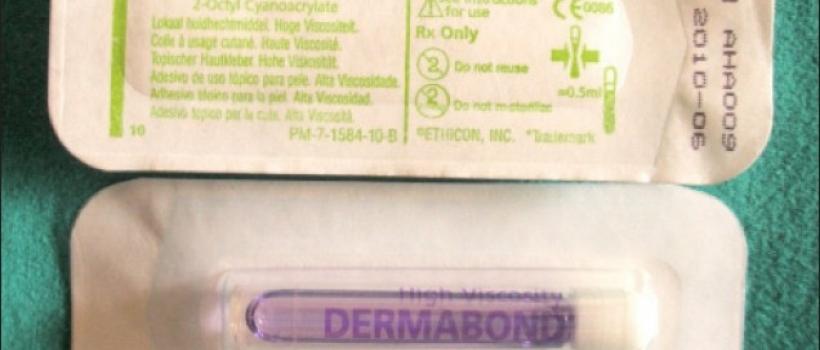 2-Octyl Cyanoacrylate
Lokaal huidhechtmiddel. Hoge Viscositeit.
Colle à usage cutané. Haute Viscosité.
Topischer Hautkleber. Hohe Viskosität.
Adesivo de uso tópico para pele. Alta Viscosidade.
Adhesivo tópico para la piel. Alta Viscosidad.
Adesivo topico per la cute. Alta Viscosità.
10
PM-7-1584-10-B
for use
CE0086
Rx Only
2 Do not reuse
≈0.5ml
2 Do not resterilize
©ETHICON, INC. *Trademark
AHA009
2010-06
High Viscosity
DERMABOND